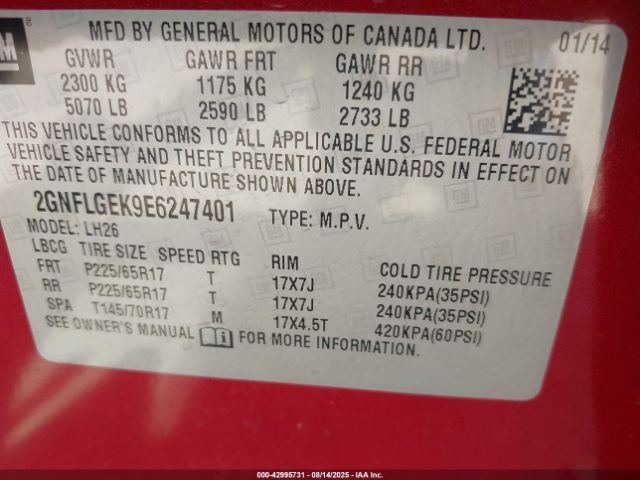 GM
MFD BY GENERAL MOTORS OF CANADA LTD. 01/14
GVWR GAWR FRT GAWR RR
2300 KG 1175 KG 1240 KG
5070 LB 2590 LB 2733 LB
THIS VEHICLE CONFORMS TO ALL APPLICABLE U.S. FEDERAL MOTOR
VEHICLE SAFETY AND THEFT PREVENTION STANDARDS IN EFFECT ON
THE DATE OF MANUFACTURE SHOWN ABOVE.
2GNFLGEK9E6247401 TYPE: M.P.V.
MODEL: LH26
LBCG TIRE SIZE SPEED RTG RIM COLD TIRE PRESSURE
FRT P225/65R17 T 17X7J 240KPA(35PSI)
RR P225/65R17 T 17X7J 240KPA(35PSI)
SPA T145/70R17 M 17X4.5T 420KPA(60PSI)
SEE OWNER'S MANUAL FOR MORE INFORMATION.
000-42995731 - 08/14/2025 - IAA, Inc.